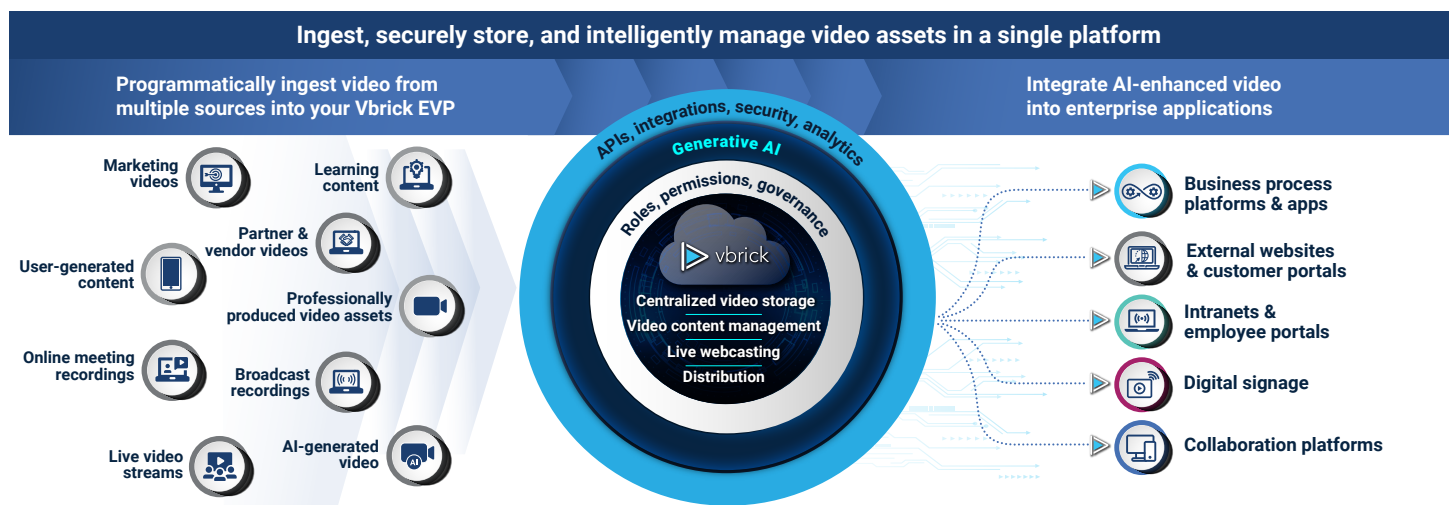 Ingest, securely store, and intelligently manage video assets in a single platform
Programmatically ingest video from
multiple sources into your Vbrick EVP
Integrate AI-enhanced video
into enterprise applications
Marketing
videos
Learning
content
Partner &
vendor videos
User-generated
content
Professionally
produced video assets
Online meeting
recordings
Broadcast
recordings
Live video
streams
AI-generated
video
AI
APIs, integrations, security, analytics
Generative AI
Roles, permissions, governance
vbrick
Centralized video storage
Video content management
Live webcasting
Distribution
Business process
platforms & apps
External websites
& customer portals
Intranets &
employee portals
Digital signage
Collaboration platforms